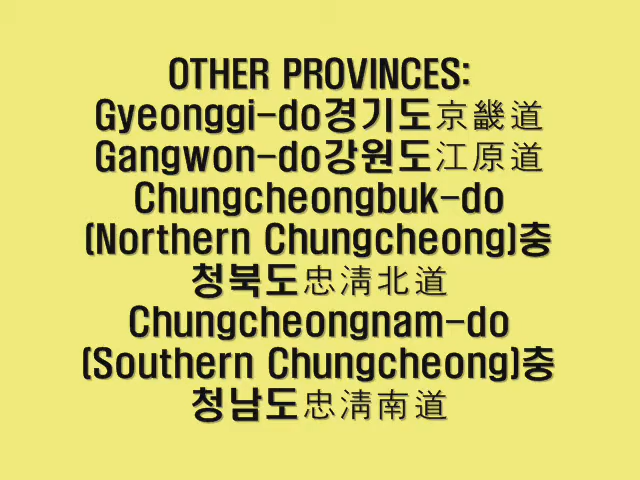 OTHER PROVINCES:
Gyeonggi-do경기도京畿道
Gangwon-do강원도江原道
Chungcheongbuk-do
(Northern Chungcheong)충
청북도忠淸北道
Chungcheongnam-do
(Southern Chungcheong)충
청남도忠淸南道